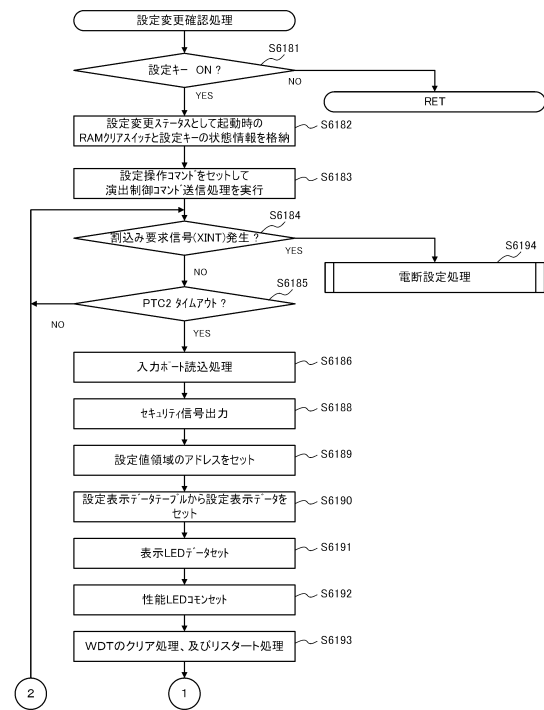 設定変更確認処理
S6181
設定キー ON？
NO
YES
RET
設定変更ステータスとして起動時の
RAMクリアスイッチと設定キーの状態情報を格納
S6182
設定操作コマンドをセットして
演出制御コマンド送信処理を実行
S6183
S6184
割込み要求信号(XINT)発生？
YES
NO
S6194
電断設定処理
S6185
PTC2 タイムアウト？
NO
YES
入力ポート読込処理
S6186
セキュリティ信号出力
S6188
設定値領域のアドレスをセット
S6189
設定表示データテーブルから設定表示データを
セット
S6190
表示LEDデータセット
S6191
性能LEDコモンセット
S6192
WDTのクリア処理、及びリスタート処理
S6193
2
1